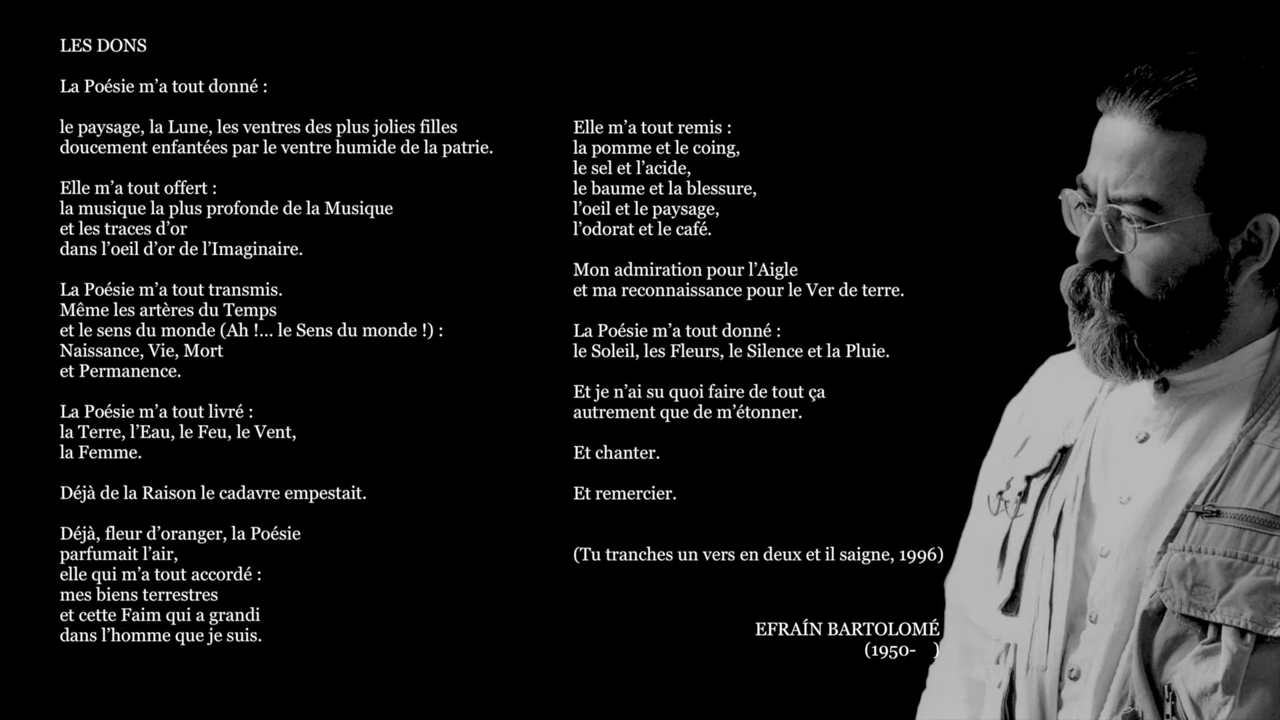 LES DONS
La Poésie m’a tout donné :
le paysage, la Lune, les ventres des plus jolies filles
doucement enfantées par le ventre humide de la patrie.
Elle m’a tout offert :
la musique la plus profonde de la Musique
et les traces d’or
dans l’oeil d’or de l’Imaginaire.
La Poésie m’a tout transmis.
Même les artères du Temps
et le sens du monde (Ah !... le Sens du monde !) :
Naissance, Vie, Mort
et Permanence.
La Poésie m’a tout livré :
la Terre, l’Eau, le Feu, le Vent,
la Femme.
Déjà de la Raison le cadavre empestait.
Déjà, fleur d’oranger, la Poésie
parfumait l’air,
elle qui m’a tout accordé :
mes biens terrestres
et cette Faim qui a grandi
dans l’homme que je suis.
Elle m’a tout remis :
la pomme et le coing,
le sel et l’acide,
le baume et la blessure,
l’oeil et le paysage,
l’odorat et le café.
Mon admiration pour l’Aigle
et ma reconnaissance pour le Ver de terre.
La Poésie m’a tout donné :
le Soleil, les Fleurs, le Silence et la Pluie.
Et je n’ai su quoi faire de tout ça
autrement que de m’étonner.
Et chanter.
Et remercier.
(Tu tranches un vers en deux et il saigne, 1996)
EFRAÍN BARTOLOMÉ
(1950- )